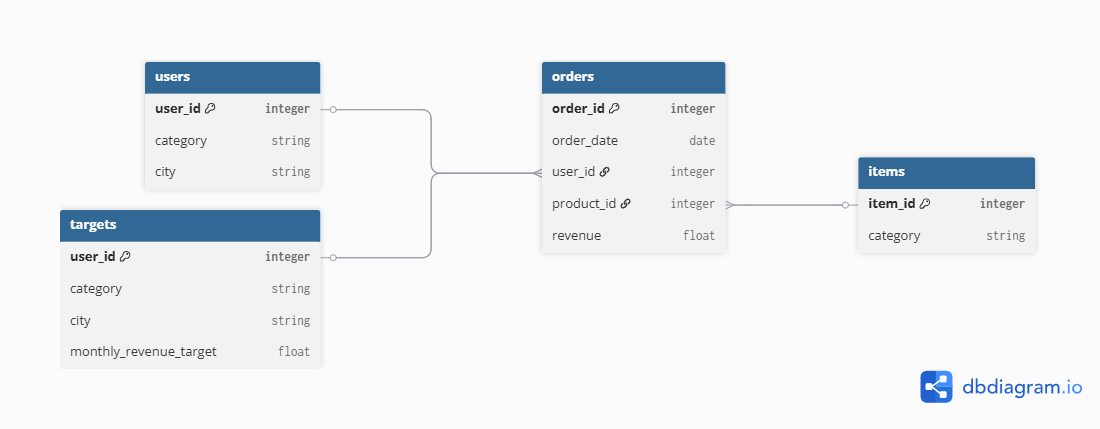 users
user_id integer
category string
city string
targets
user_id integer
category string
city string
monthly_revenue_target float
orders
order_id integer
order_date date
user_id integer
product_id integer
revenue float
items
item_id integer
category string
dbdiagram.io